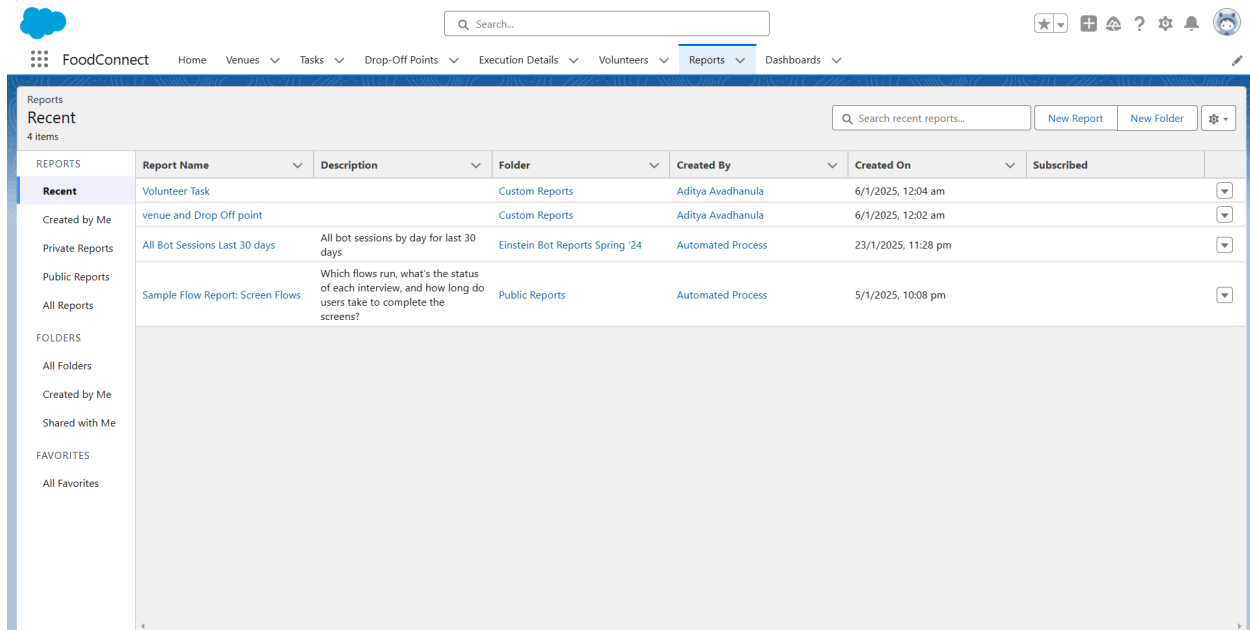 Search...
FoodConnect
Home
Venues
Tasks
Drop-Off Points
Execution Details
Volunteers
Reports
Dashboards
Reports
Recent
4 items
Search recent reports...
New Report
New Folder
REPORTS
Recent
Created by Me
Private Reports
Public Reports
All Reports
FOLDERS
All Folders
Created by Me
Shared with Me
FAVORITES
All Favorites
Report Name
Description
Folder
Created By
Created On
Subscribed
Volunteer Task
Custom Reports
Aditya Avadhanula
6/1/2025, 12:04 am
venue and Drop Off point
Custom Reports
Aditya Avadhanula
6/1/2025, 12:02 am
All Bot Sessions Last 30 days
All bot sessions by day for last 30
days
Einstein Bot Reports Spring '24
Automated Process
23/1/2025, 11:28 pm
Sample Flow Report: Screen Flows
Which flows run, what's the status
of each interview, and how long do
users take to complete the
screens?
Public Reports
Automated Process
5/1/2025, 10:08 pm